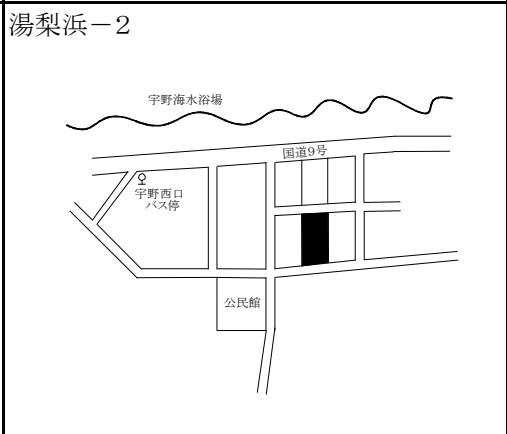 湯梨浜－2
宇野海水浴場
国道9号
宇野西口
バス停
公民館